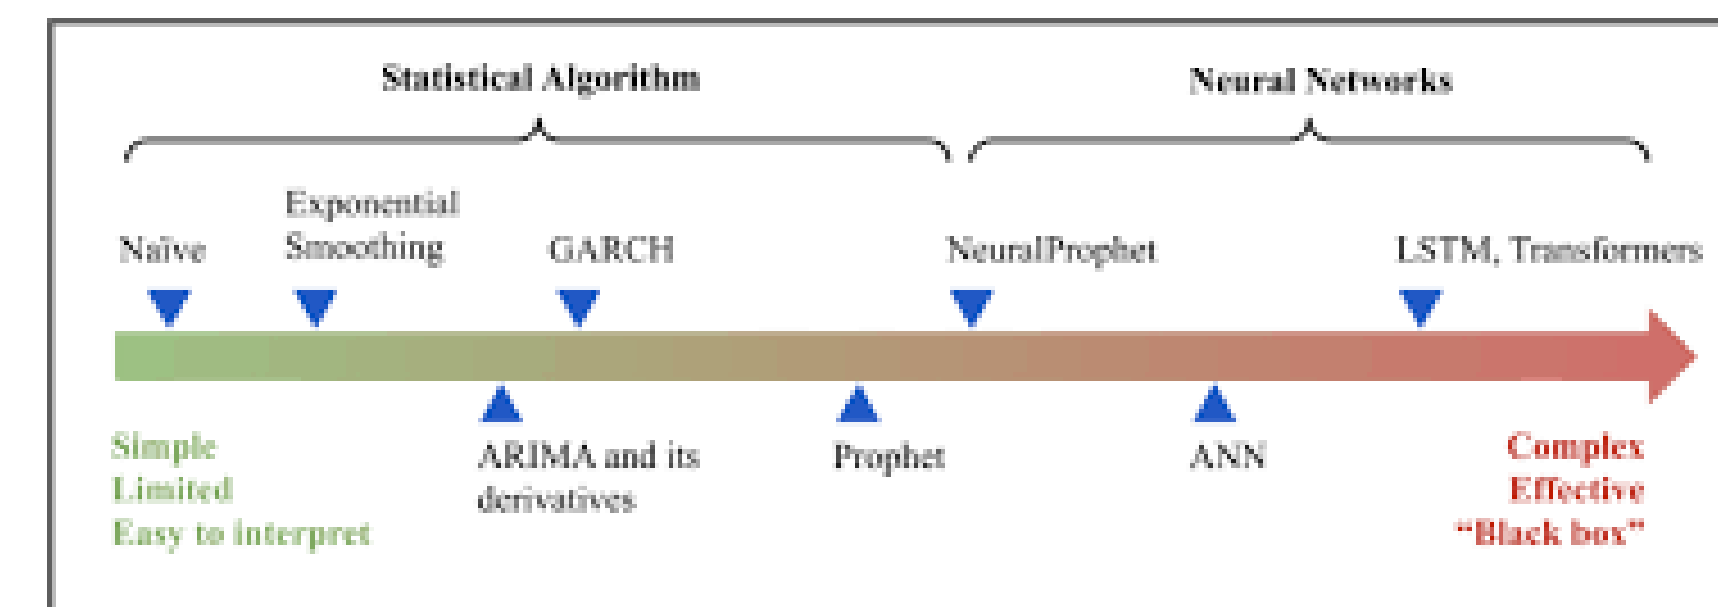 Statistical Algorithm
Neural Networks
Exponential
Smoothing
Naïve
GARCH
NeuralProphet
LSTM, Transformers
ARIMA and its
derivatives
Prophet
ANN
Simple
Limited
Easy to interpret
Complex
Effective
“Black box”